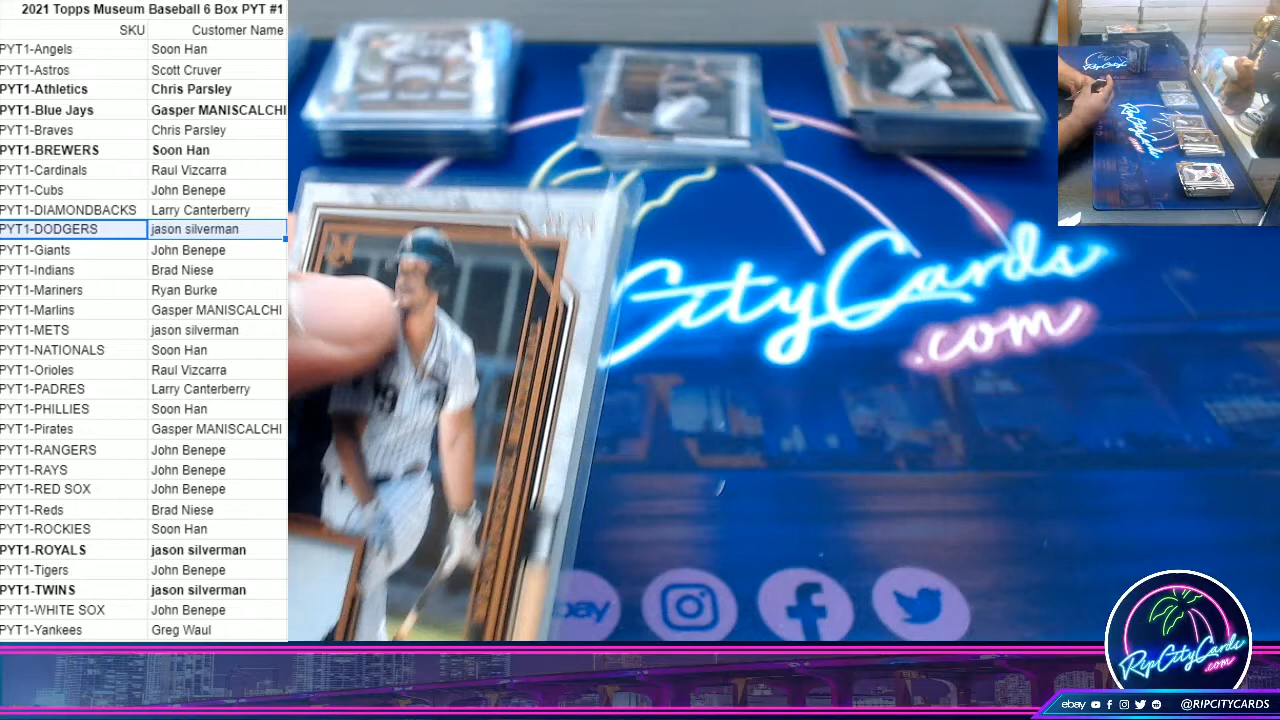 2021 Topps Museum Baseball 6 Box PYT #1
SKU Customer Name
PYT1-Angels Soon Han
PYT1-Astros Scott Cruver
PYT1-Athletics Chris Parsley
PYT1-Blue Jays Gasper MANISCALCHI
PYT1-Braves Chris Parsley
PYT1-BREWERS Soon Han
PYT1-Cardinals Raul Vizcarra
PYT1-Cubs John Benepe
PYT1-DIAMONDBACKS Larry Canterberry
PYT1-DODGERS jason silverman
PYT1-Giants John Benepe
PYT1-Indians Brad Niese
PYT1-Mariners Ryan Burke
PYT1-Marlins Gasper MANISCALCHI
PYT1-METS jason silverman
PYT1-NATIONALS Soon Han
PYT1-Orioles Raul Vizcarra
PYT1-PADRES Larry Canterberry
PYT1-PHILLIES Soon Han
PYT1-Pirates Gasper MANISCALCHI
PYT1-RANGERS John Benepe
PYT1-RAYS John Benepe
PYT1-RED SOX John Benepe
PYT1-Reds Brad Niese
PYT1-ROCKIES Soon Han
PYT1-ROYALS jason silverman
PYT1-Tigers John Benepe
PYT1-TWINS jason silverman
PYT1-WHITE SOX John Benepe
PYT1-Yankees Greg Waul
CityCards
.com
ebay
RipCityCards
.com
ebay @RIPCITYCARDS